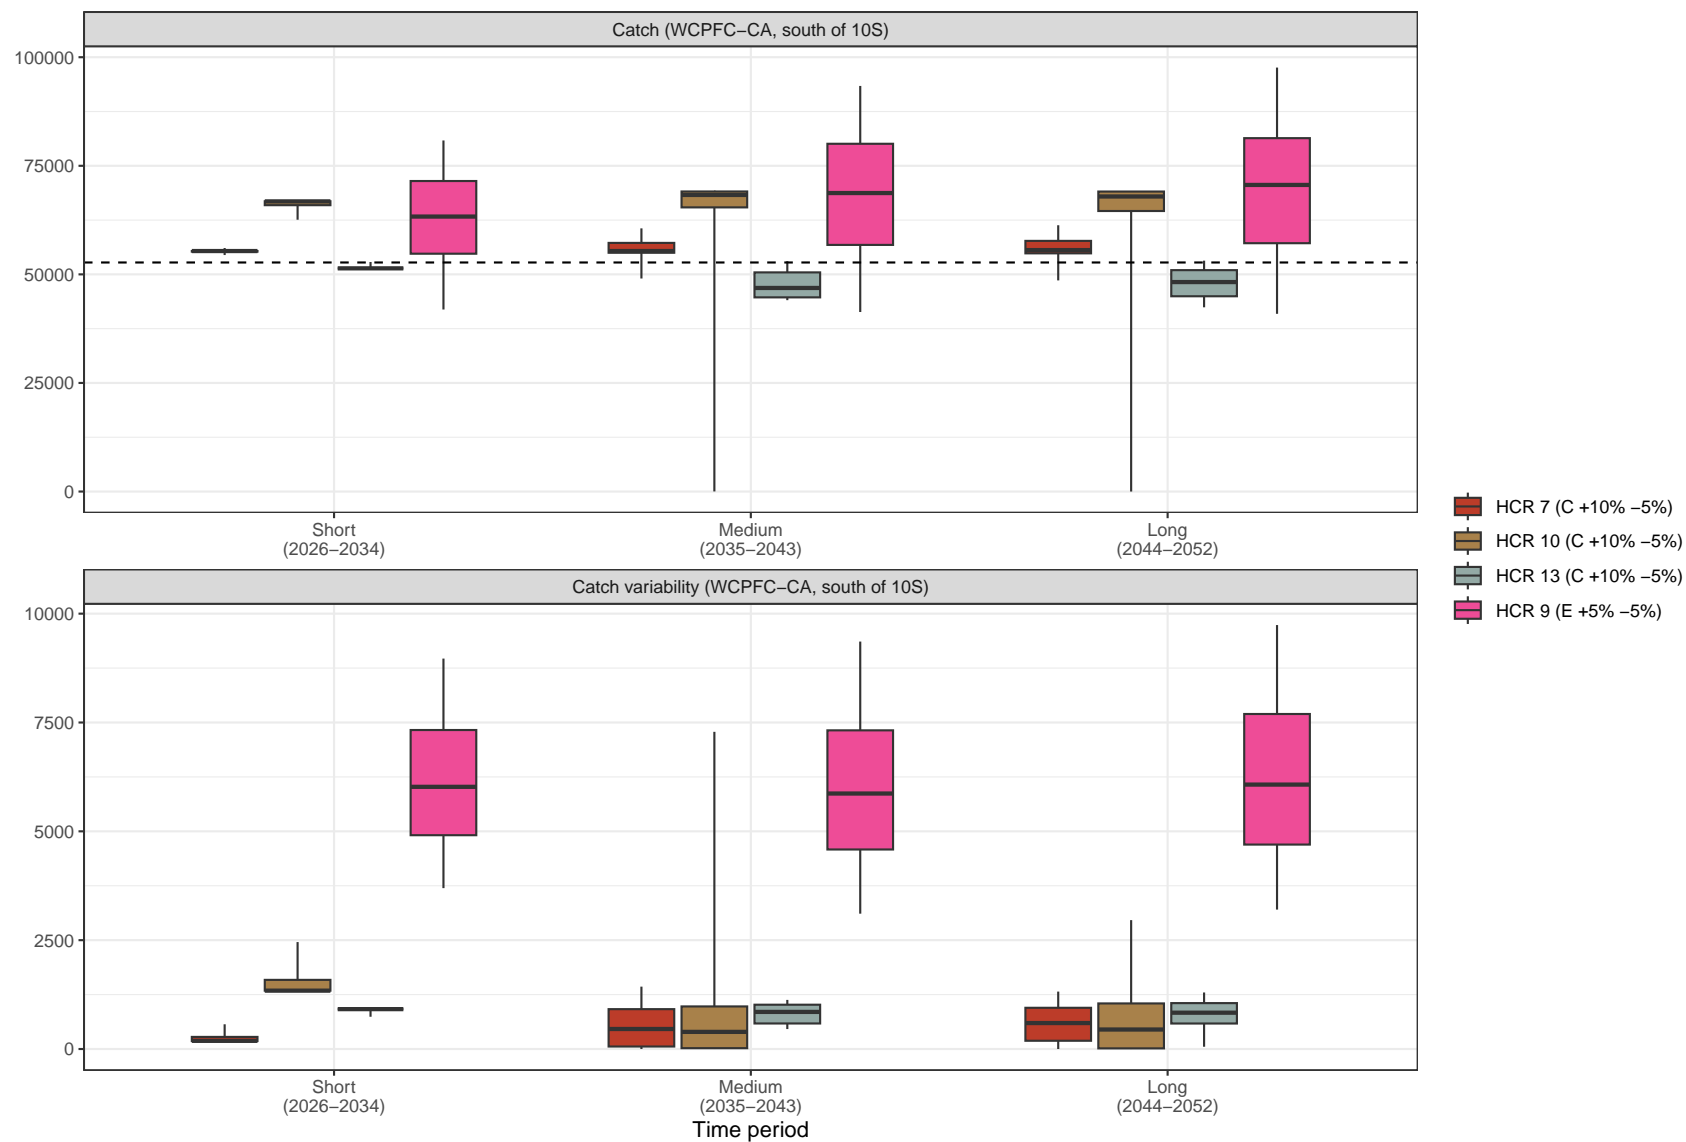 Catch (WCPFC−CA, south of 10S)
100000
75000
50000
25000
0
Short
(2026−2034)
Medium
(2035−2043)
Long
(2044−2052)
Catch variability (WCPFC−CA, south of 10S)
10000
7500
5000
2500
0
Short
(2026−2034)
Medium
(2035−2043)
Long
(2044−2052)
Time period
HCR 7 (C +10% −5%)
HCR 10 (C +10% −5%)
HCR 13 (C +10% −5%)
HCR 9 (E +5% −5%)